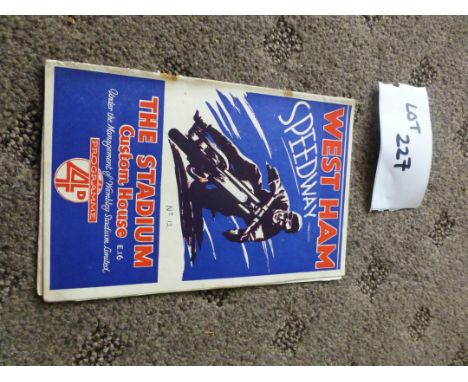 WEST HAM
SPEEDWAY
Nº 12
THE STADIUM
Custom House E.16
Under the Management of Wembley Stadium Limited.
PROGRAMME
4D
LOT
227